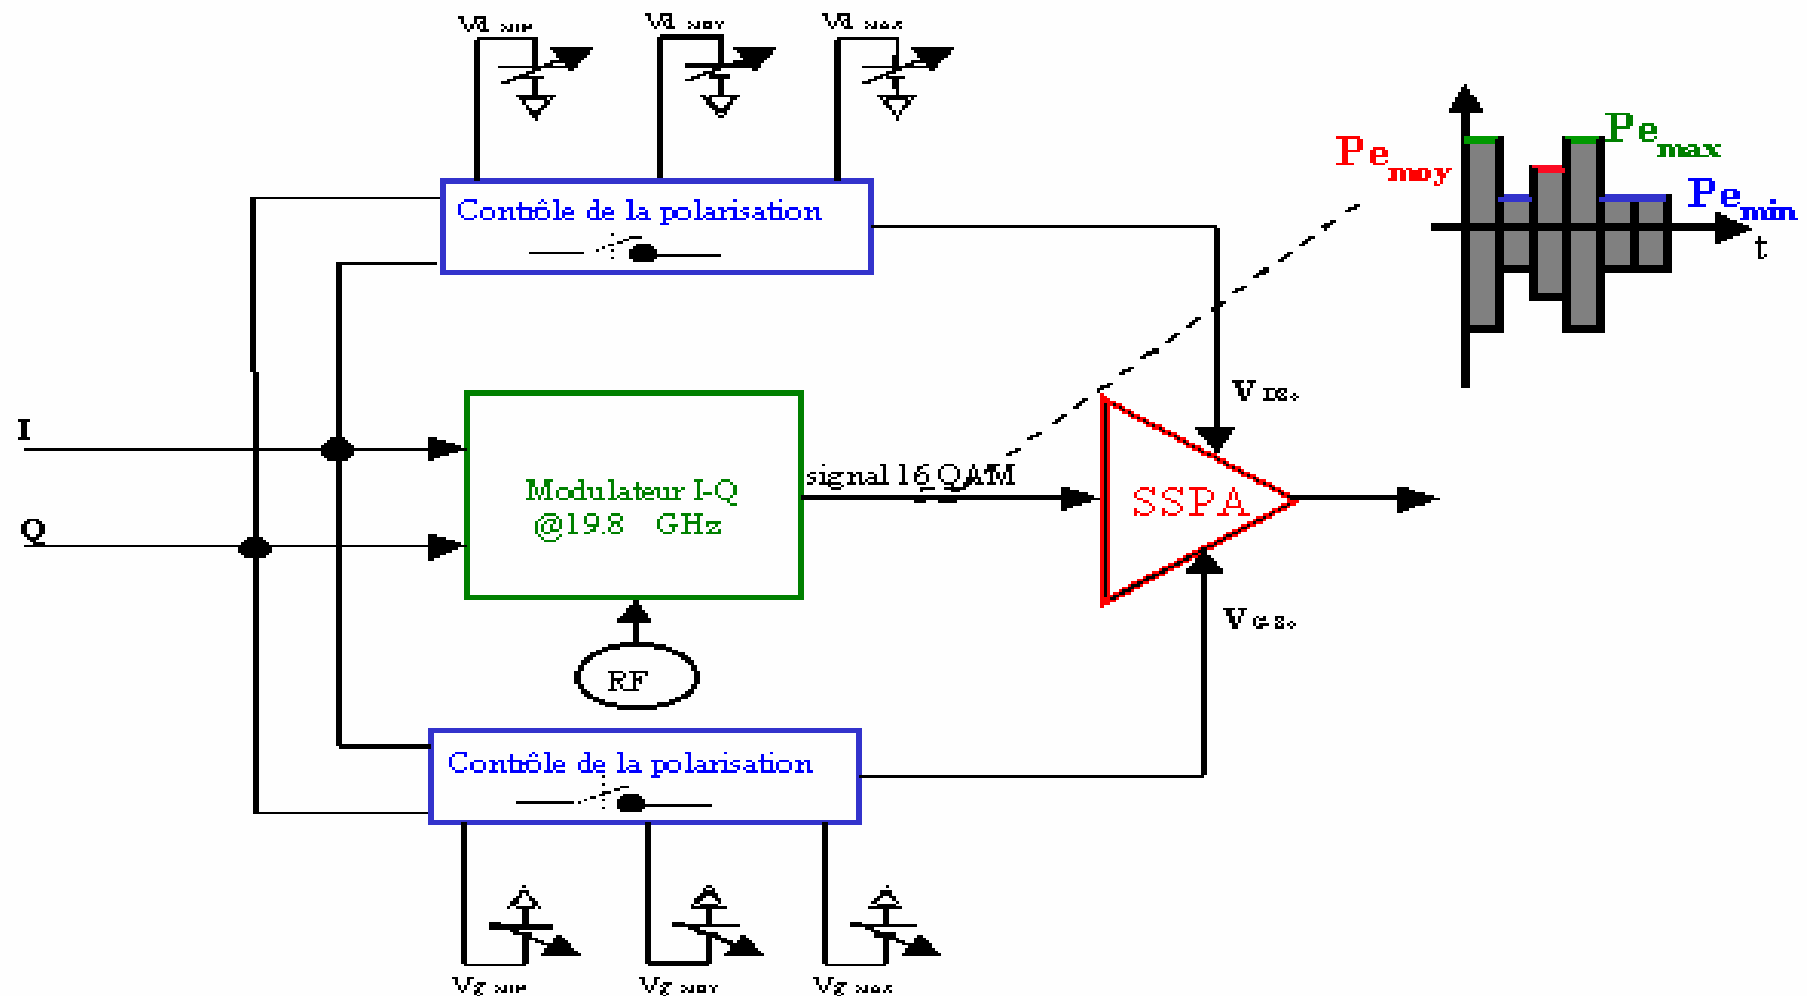 Vd MIN Vd MOY Vd MAX
Pe max
Pe moy
Pe min
t
Contrôle de la polarisation
V DS0
I
signal 16 QAM
Modulateur I-Q
@19.8 GHz
SSPA
Q
V GS0
RF
Contrôle de la polarisation
Vg MIN Vg MOY Vg MAX